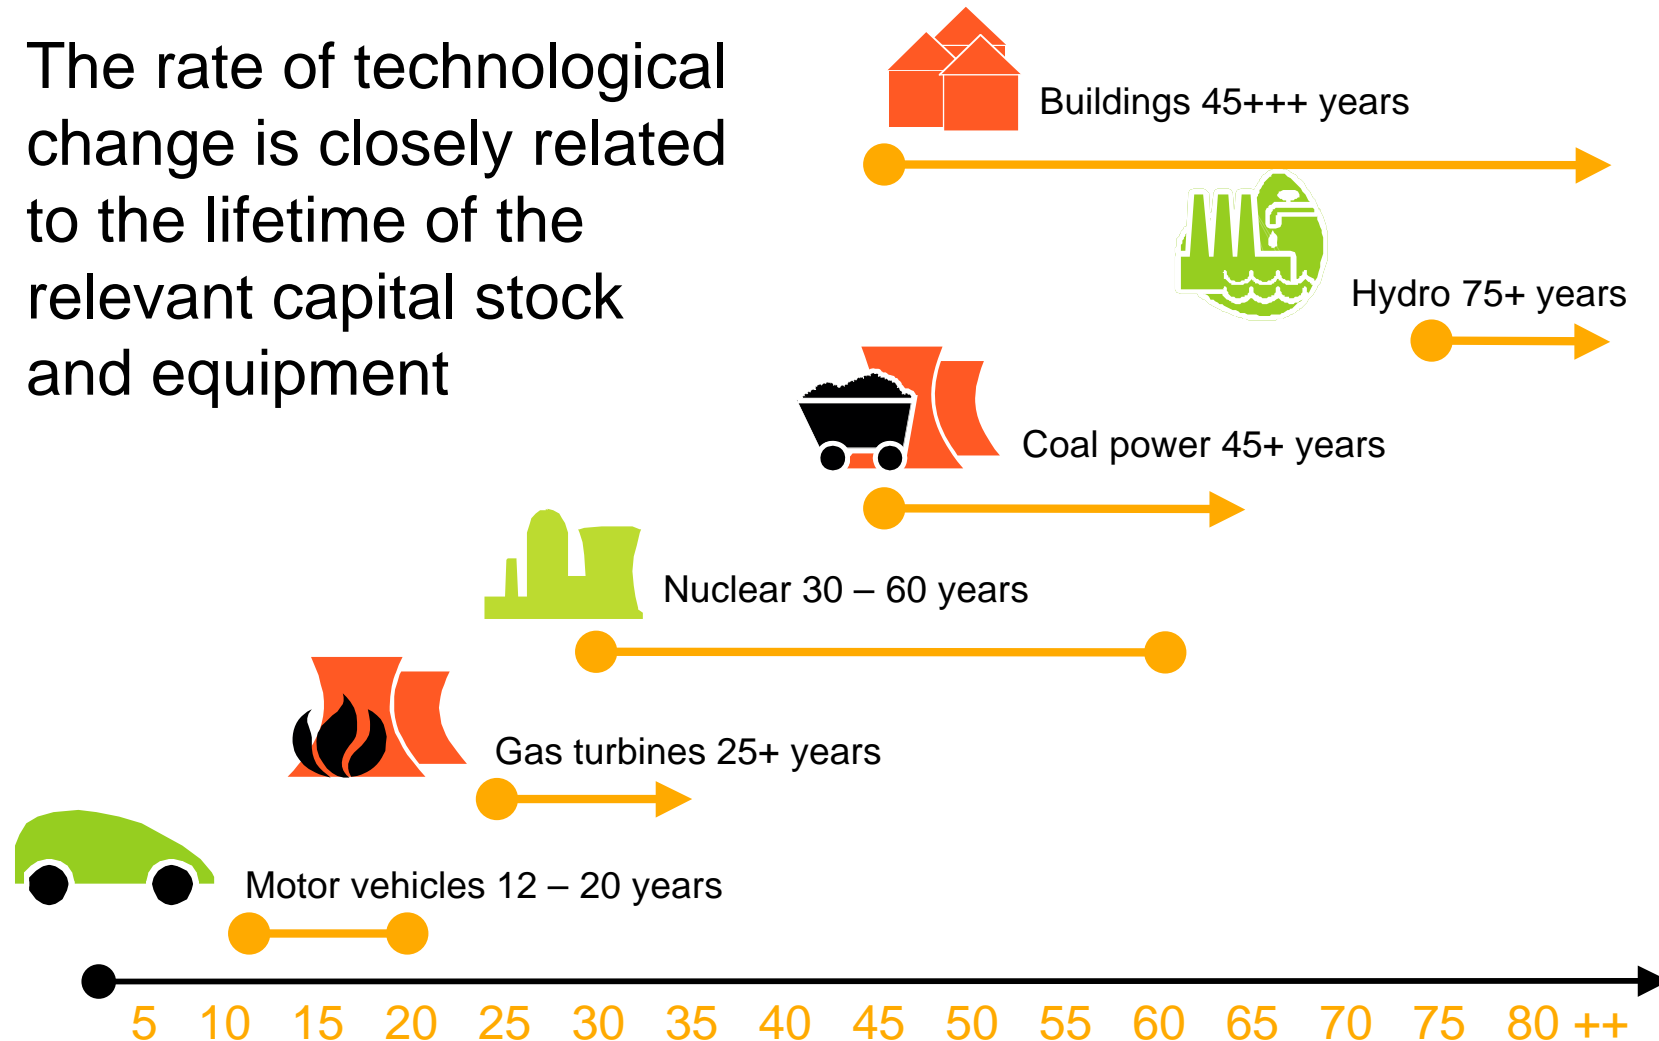 The rate of technological
change is closely related
to the lifetime of the
relevant capital stock
and equipment
Buildings 45+++ years
Hydro 75+ years
Coal power 45+ years
Nuclear 30 – 60 years
Gas turbines 25+ years
Motor vehicles 12 – 20 years
5 10 15 20 25 30 35 40 45 50 55 60 65 70 75 80 ++